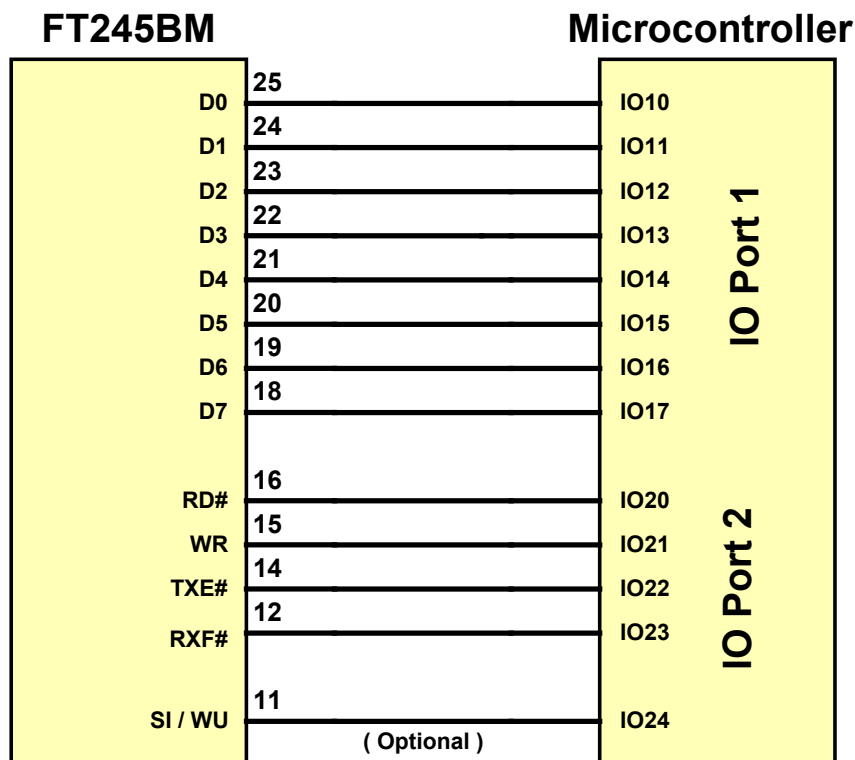 FT245BM Microcontroller
25
D0 IO10
24
D1 IO11
23
D2 IO12
22
D3 IO13
21
D4 IO14
20
D5 IO15
19
D6 IO16
18
D7 IO17
IO Port 1
16
RD# IO20
15
WR IO21
14
TXE# IO22
12
RXF# IO23
IO Port 2
11
SI / WU IO24
( Optional )